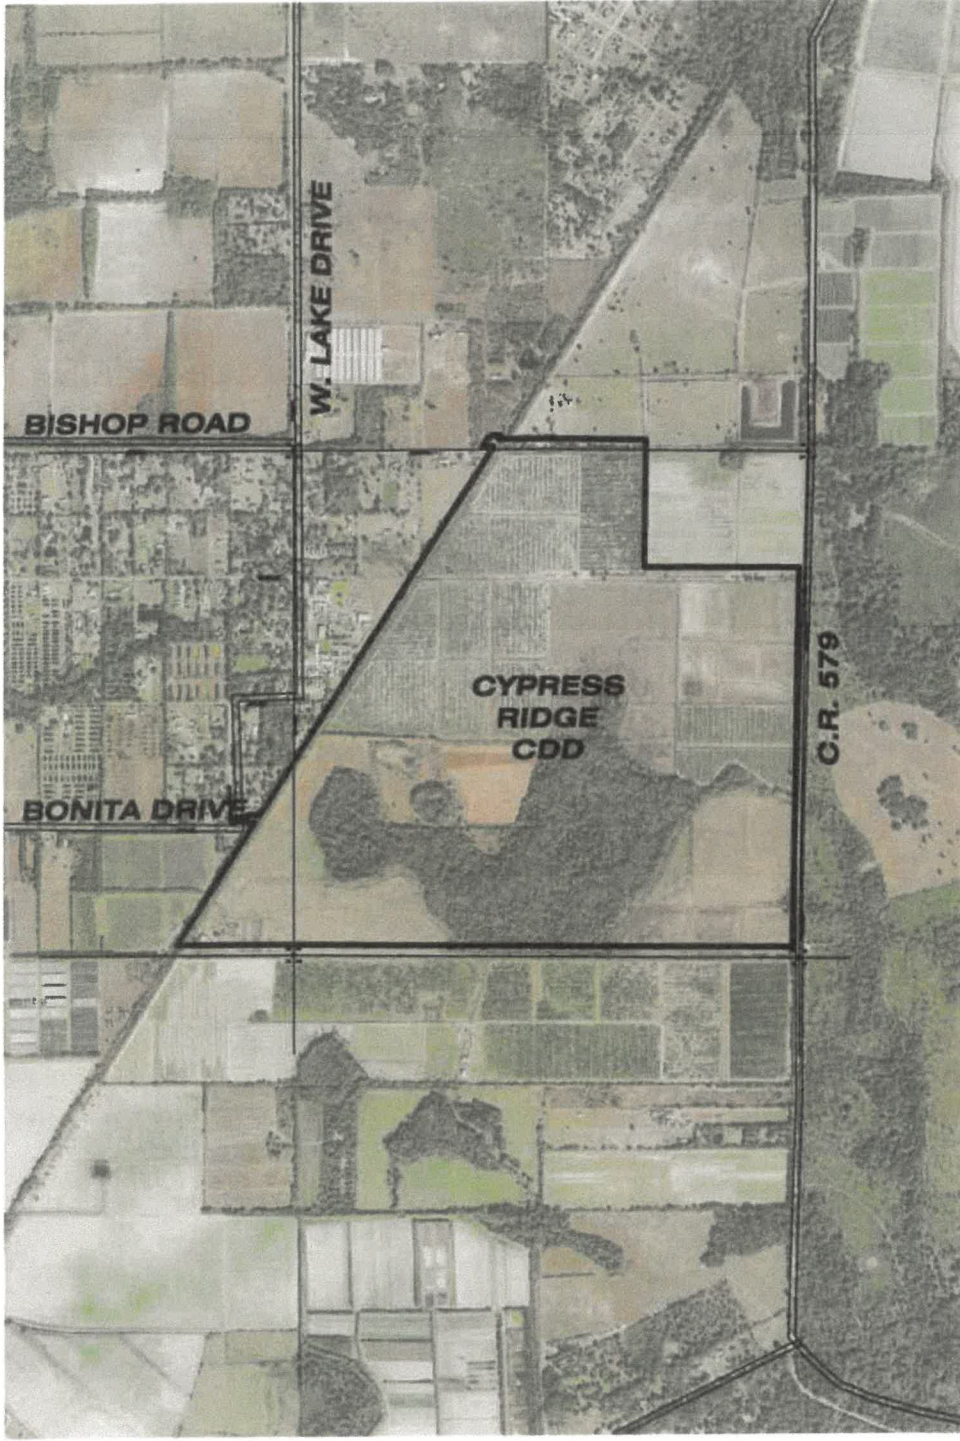 W. LAKE DRIVE
BISHOP ROAD
CYPRESS
RIDGE
CDD
C.R. 579
BONITA DRIVE